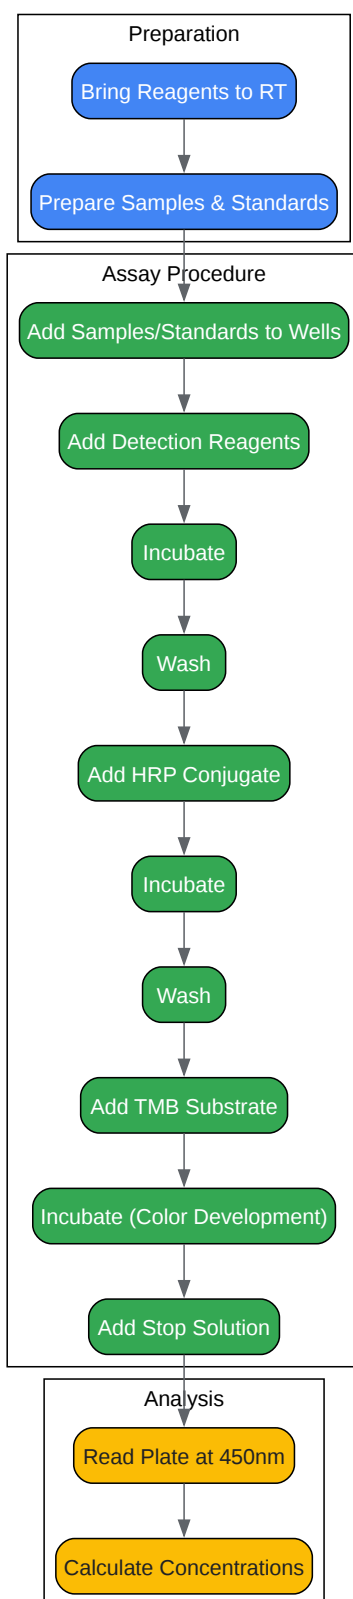 Preparation
Bring Reagents to RT
Prepare Samples & Standards
Assay Procedure
Add Samples/Standards to Wells
Add Detection Reagents
Incubate
Wash
Add HRP Conjugate
Incubate
Wash
Add TMB Substrate
Incubate (Color Development)
Add Stop Solution
Analysis
Read Plate at 450nm
Calculate Concentrations